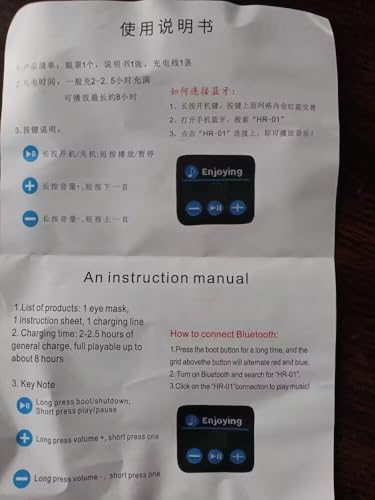 使用说明书
1.产品清单：眼罩1个，说明书1张，充电线1条
2.充电时间：一般充2-2.5小时充满
可播放最长约8小时
如何连接蓝牙：
1、长按开机键，按键上面网格内会红蓝交替
2、打开手机蓝牙，搜索“HR-01”
3、点击“HR-01”连接上，即可播放音乐！
3.按键说明：
长按开机/关机;短按播放/暂停
Enjoying
长按音量+,短按下一首
长按音量-,短按上一首
An instruction manual
1.List of products: 1 eye mask,
1 instruction sheet, 1 charging line
2. Charging time: 2-2.5 hours of
general charge, full playable up to
about 8 hours
How to connect Bluetooth:
1.Press the boot button for a long time, and the
grid abovethe button will alternate red and blue.
2. Turn on Bluetooth and search for "HR-01".
3.Click on the "HR-01"connection to play music!
3. Key Note
Long press boot/shutdown;
Short press play/pause
Enjoying
Long press volume +, short press one
Long press volume -, short press one